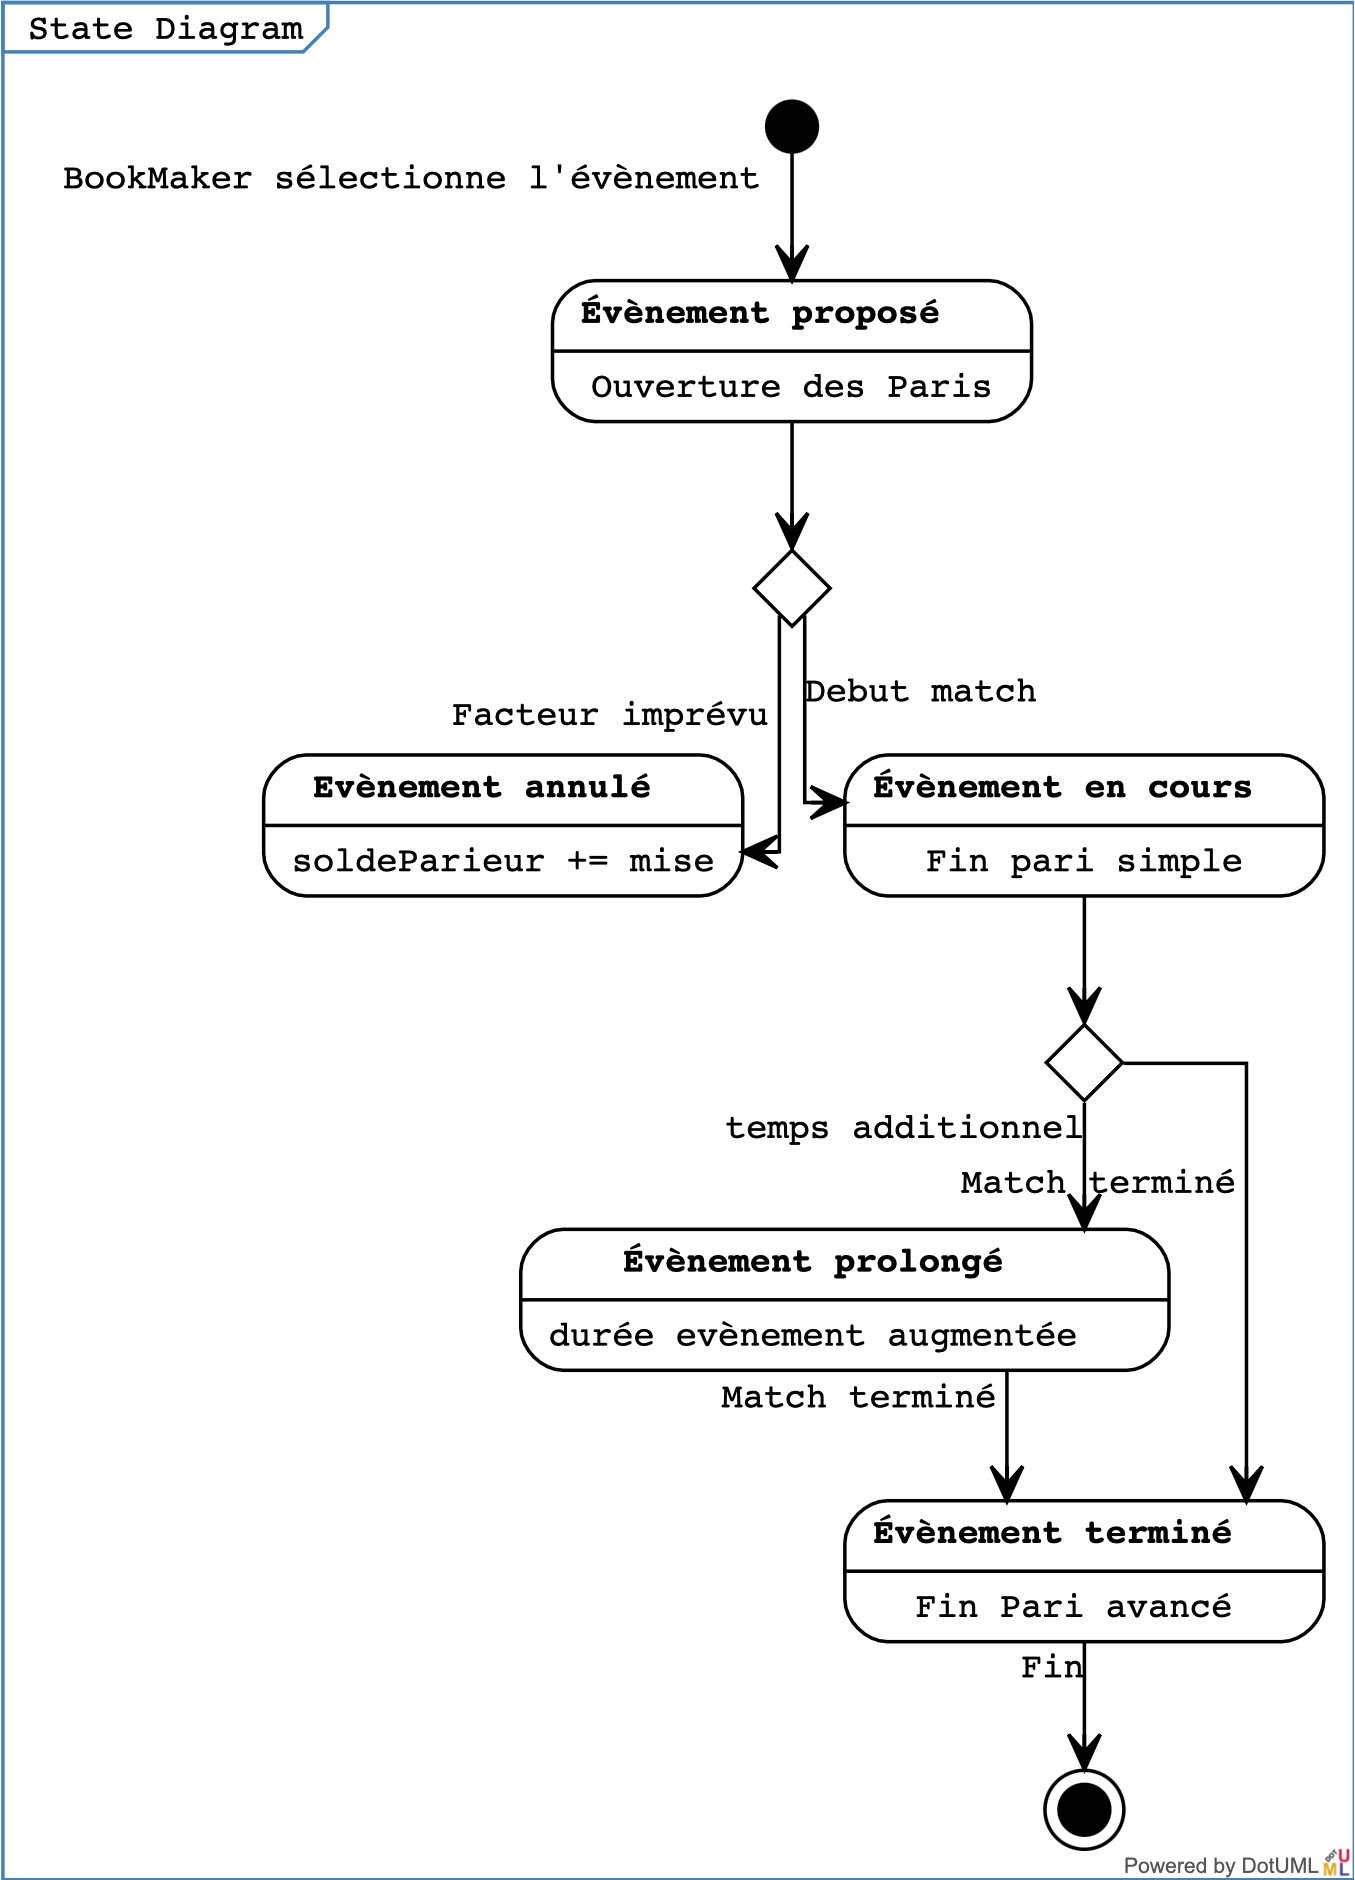 State Diagram
BookMaker sélectionne l'évènement
Évènement proposé
Ouverture des Paris
Debut match
Facteur imprévu
Evènement annulé
soldeParieur += mise
Évènement en cours
Fin pari simple
temps additionnel
Match terminé
Évènement prolongé
durée evènement augmentée
Match terminé
Évènement terminé
Fin Pari avancé
Fin
Powered by DotUML DOT UML